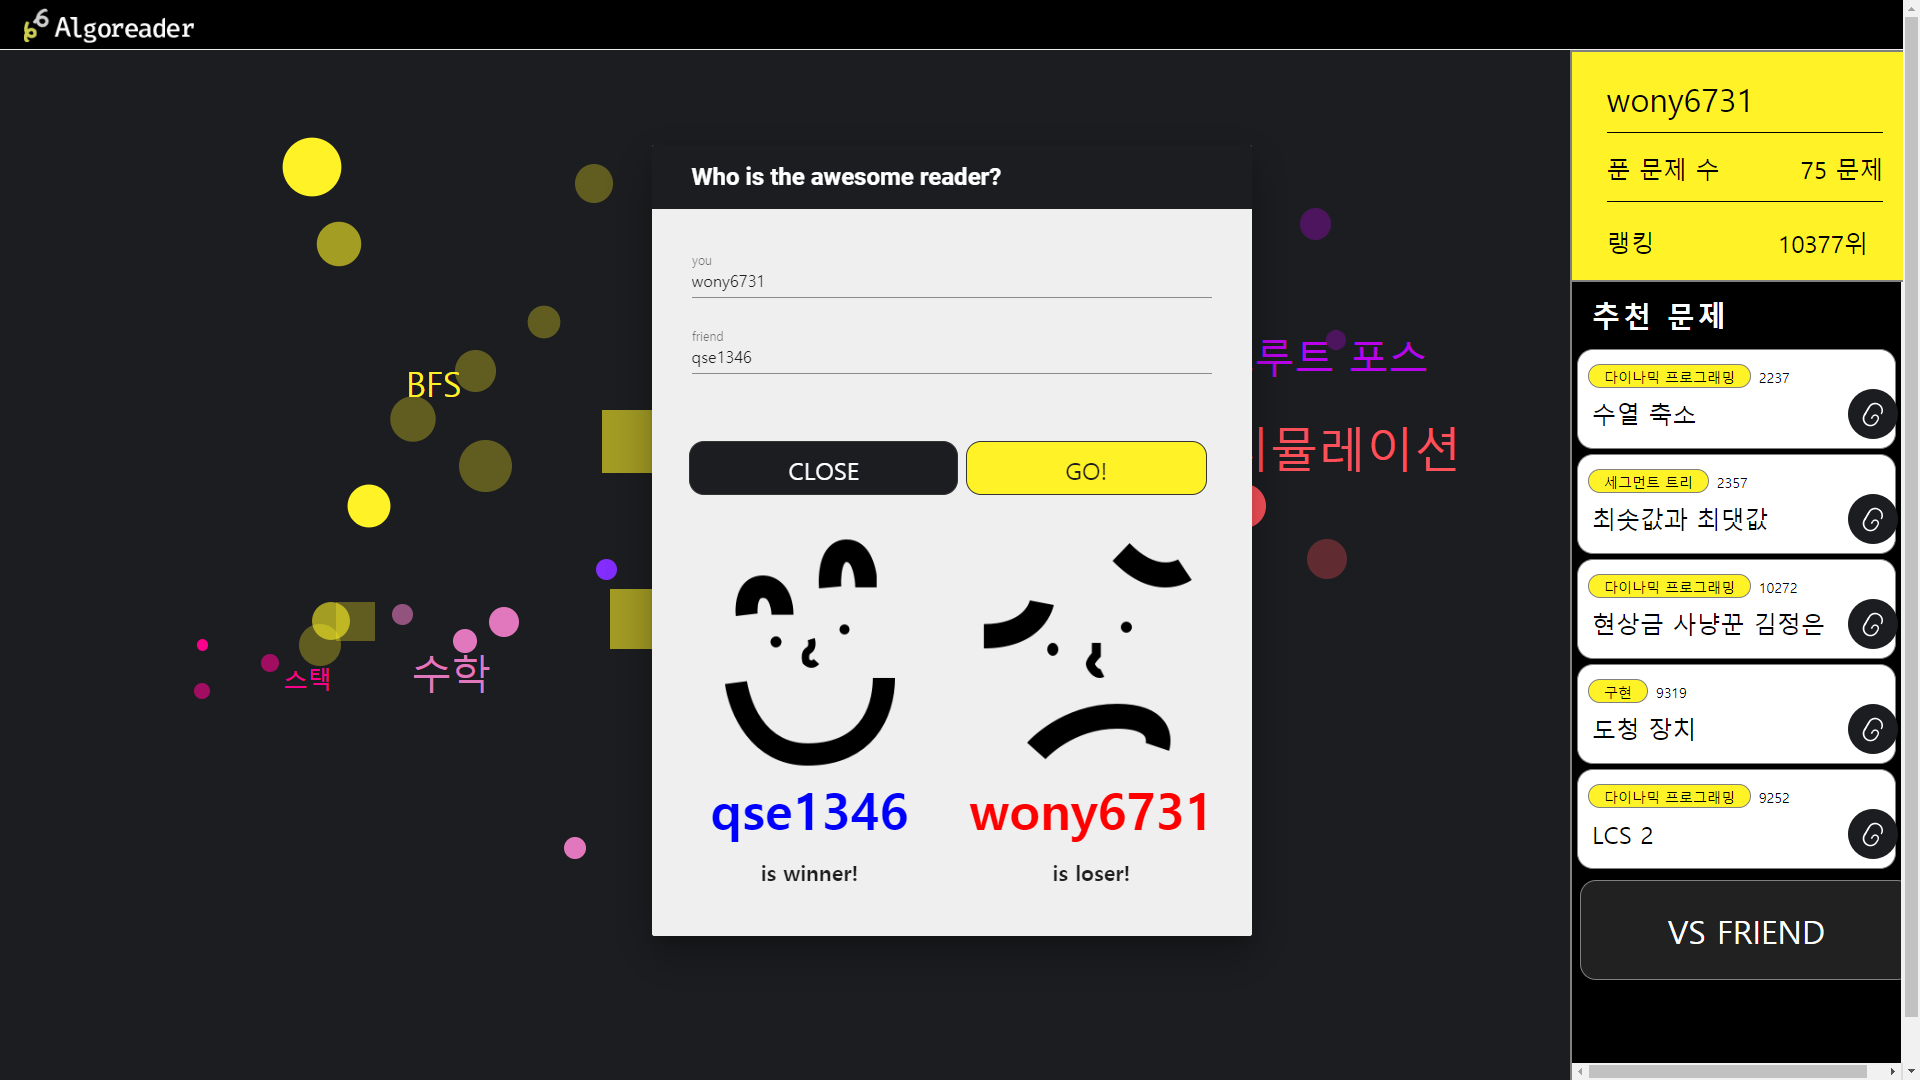 Algoreader
wony6731
푼 문제 수 75 문제
랭킹 10377위
추천 문제
다이나믹 프로그래밍 2237
수열 축소
세그먼트 트리 2357
최솟값과 최댓값
다이나믹 프로그래밍 10272
현상금 사냥꾼 김정은
구현 9319
도청 장치
다이나믹 프로그래밍 9252
LCS 2
VS FRIEND
BFS
스택
수학
루트 포스
뮬레이션
Who is the awesome reader?
you
wony6731
friend
qse1346
CLOSE GO!
qse1346 wony6731
is winner! is loser!